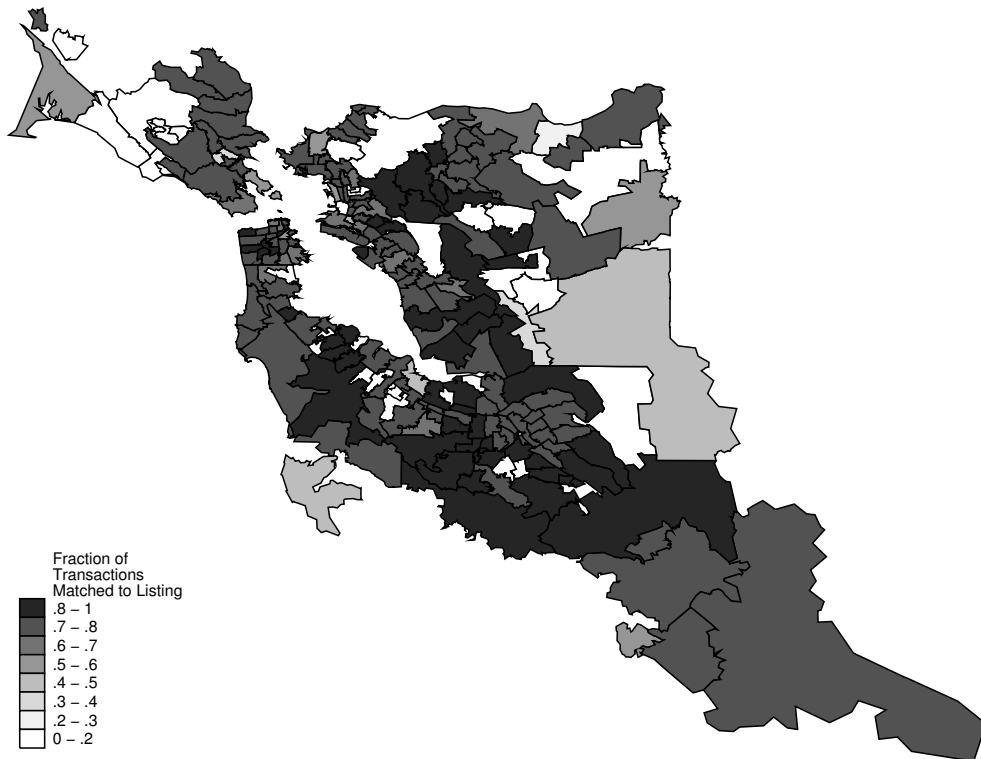 Fraction of
Transactions
Matched to Listing
.8 − 1
.7 − .8
.6 − .7
.5 − .6
.4 − .5
.3 − .4
.2 − .3
0 − .2